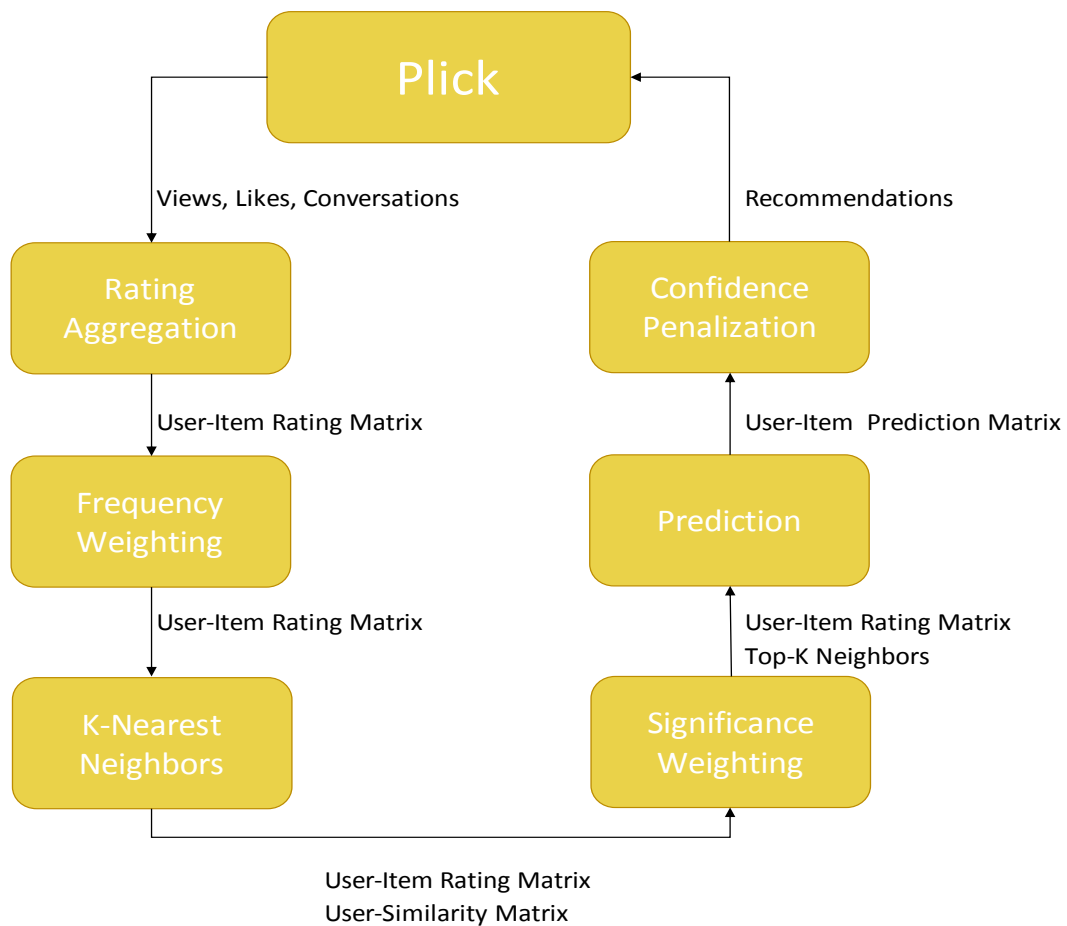 Plick
Views, Likes, Conversations
Recommendations
Rating
Aggregation
Confidence
Penalization
User-Item Rating Matrix
User-Item  Prediction Matrix
Frequency
Weighting
Prediction
User-Item Rating Matrix
User-Item Rating Matrix
Top-K Neighbors
K-Nearest
Neighbors
Significance
Weighting
User-Item Rating Matrix
User-Similarity Matrix